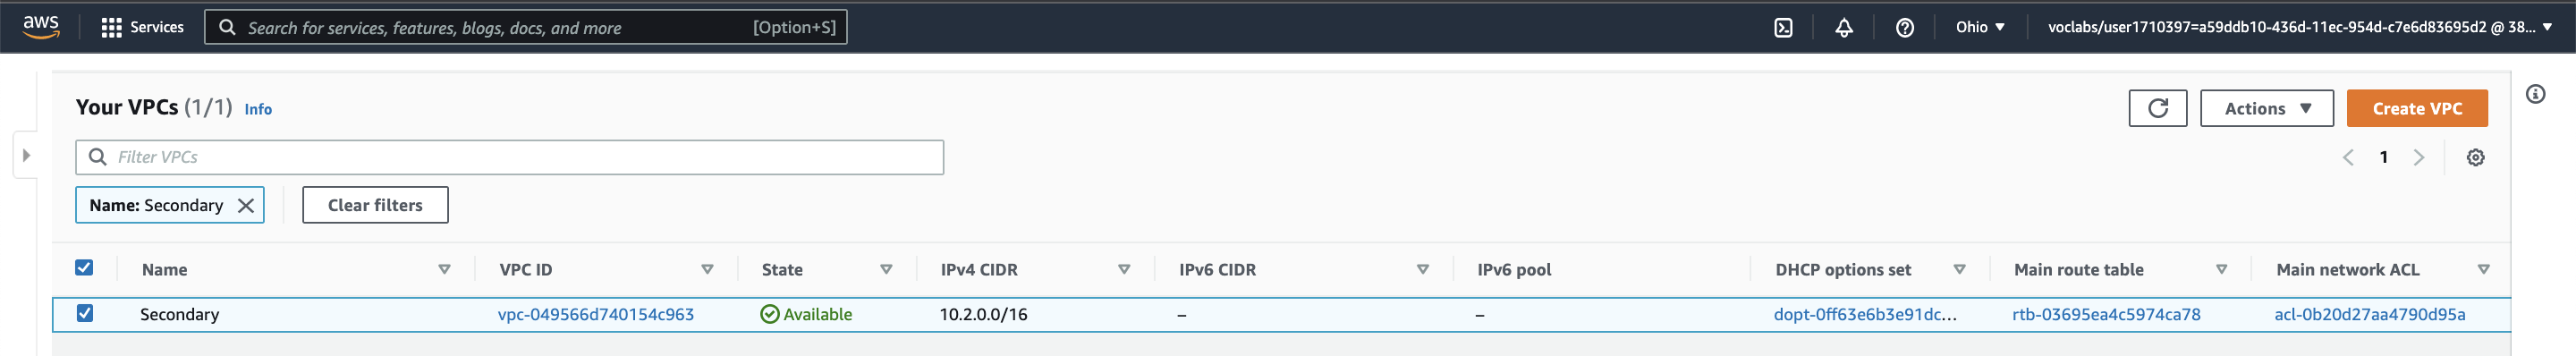 aws Services Search for services, features, blogs, docs, and more [Option+S] Ohio voclabs/user1710397=a59ddb10-436d-11ec-954d-c7e6d83695d2 @ 38...
Your VPCs (1/1) Info Actions Create VPC
Filter VPCs 1
Name: Secondary Clear filters
Name VPC ID State IPv4 CIDR IPv6 CIDR IPv6 pool DHCP options set Main route table Main network ACL
Secondary vpc-049566d740154c963 Available 10.2.0.0/16 – – dopt-0ff63e6b3e91dc... rtb-03695ea4c5974ca78 acl-0b20d27aa4790d95a